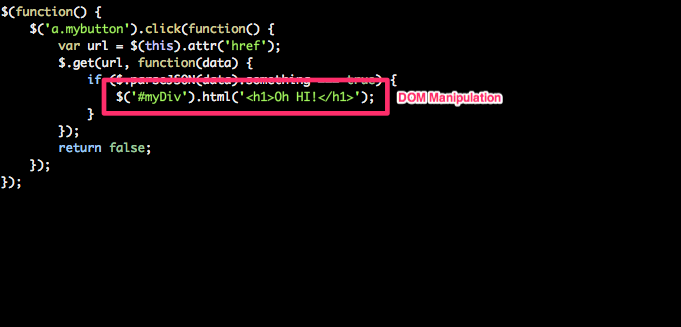 $(function() {
$('a.mybutton').click(function() {
var url = $(this).attr('href');
$.get(url, function(data) {
if ($.parseJSON(data).something true) {
$('#myDiv').html('<h1>Oh HI!</h1>');
DOM Manipulation
}
});
return false;
});
});